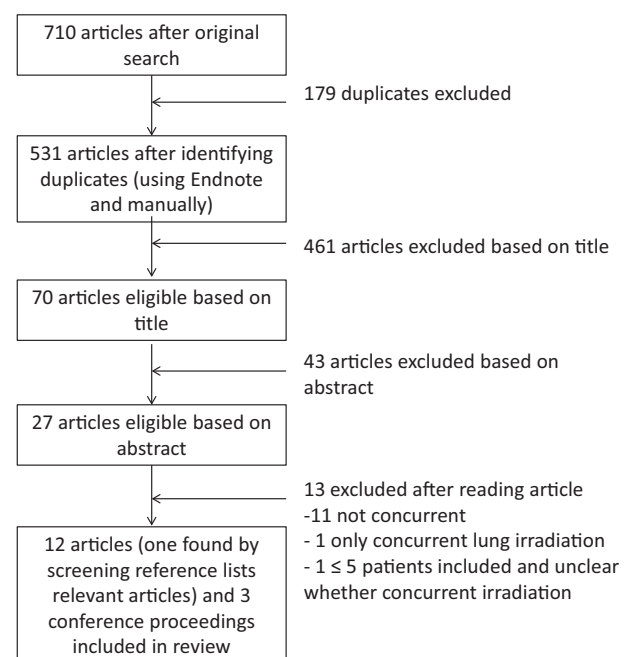 710 articles after original
search
179 duplicates excluded
531 articles after identifying
duplicates (using Endnote
and manually)
461 articles excluded based on title
70 articles eligible based on
title
43 articles excluded based on
abstract
27 articles eligible based on
abstract
13 excluded after reading article
-11 not concurrent
- 1 only concurrent lung irradiation
- 1 ≤ 5 patients included and unclear
whether concurrent irradiation
12 articles (one found by
screening reference lists
relevant articles) and 3
conference proceedings
included in review